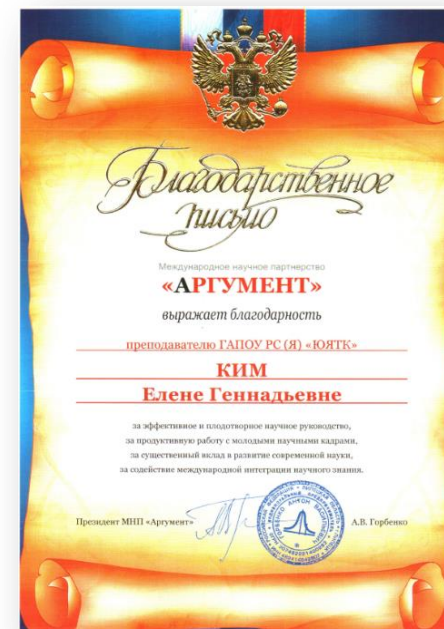 Благодарственное
письмо
Международное научное партнерство
«АРГУМЕНТ»
выражает благодарность
преподавателю ГАПОУ РС (Я) «ЮЯТК»
КИМ
Елене Геннадьевне
за эффективное и плодотворное научное руководство,
за продуктивную работу с молодыми научными кадрами,
за существенный вклад в развитие современной науки,
за содействие международной интеграции научного знания.
Президент МНП «Аргумент» А.В. Горбенко